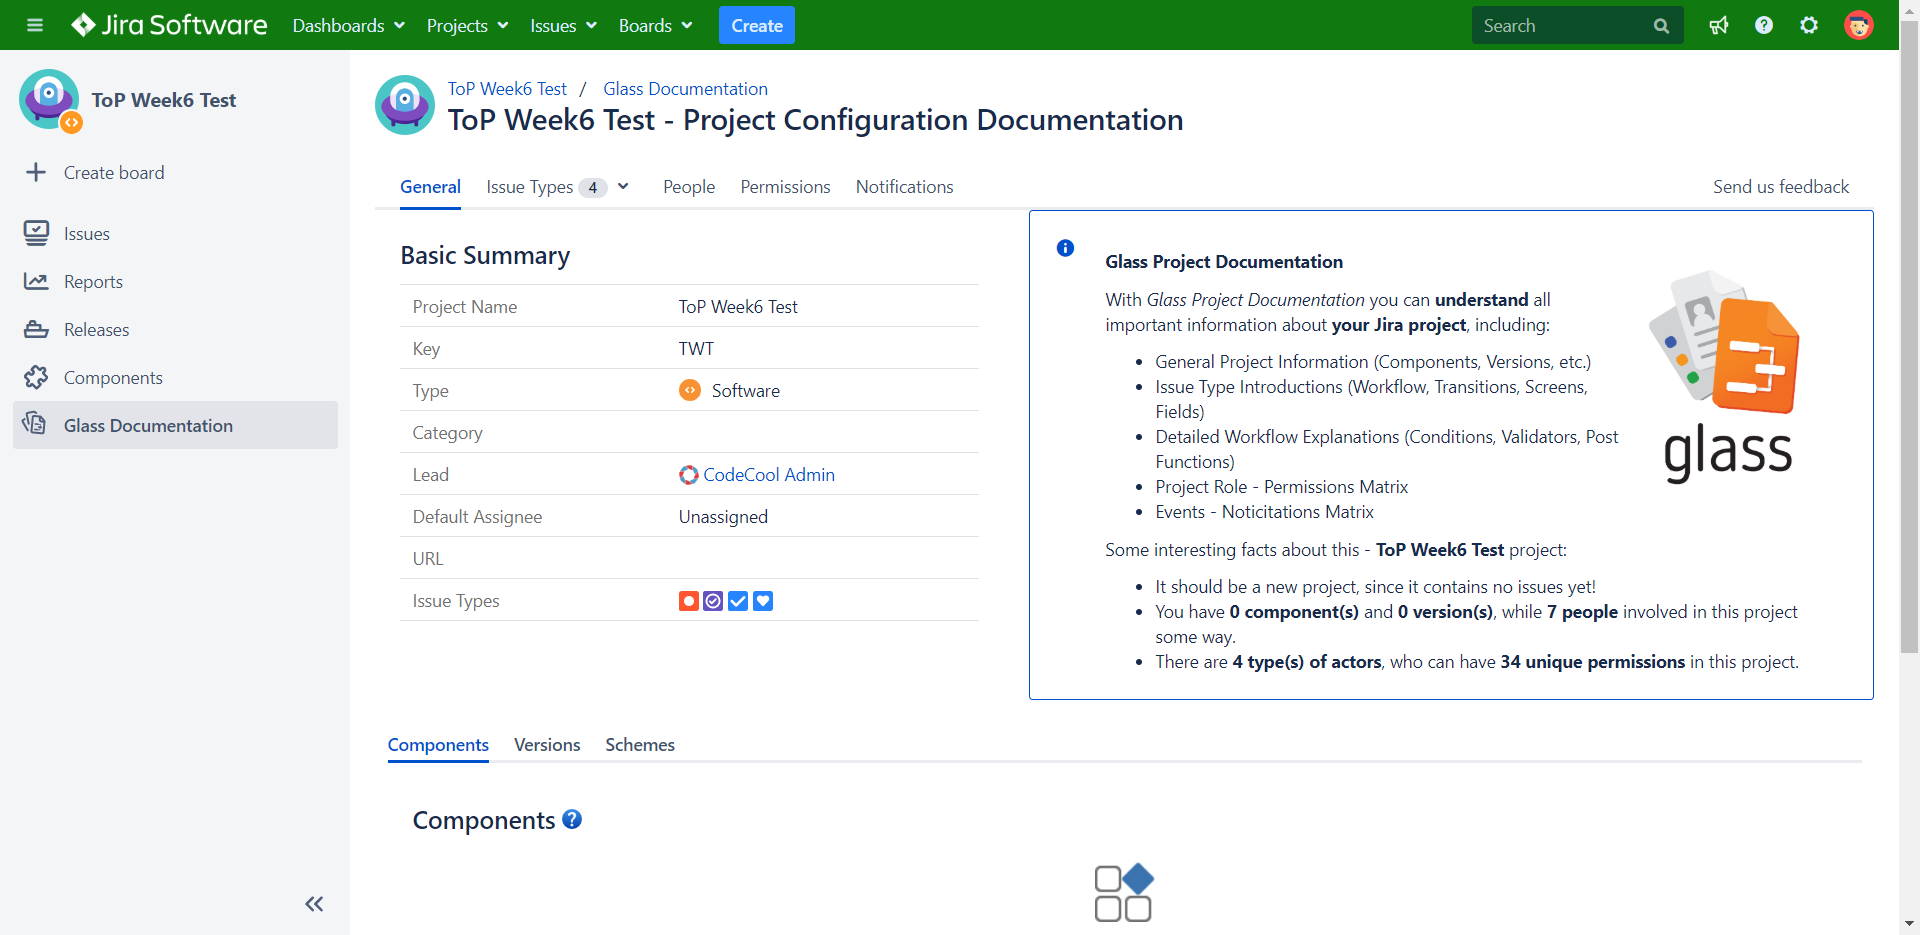 Jira Software Dashboards Projects Issues Boards Create Search
ToP Week6 Test
Create board
Issues
Reports
Releases
Components
Glass Documentation
ToP Week6 Test / Glass Documentation
ToP Week6 Test - Project Configuration Documentation
General Issue Types 4 People Permissions Notifications Send us feedback
Basic Summary
Project Name ToP Week6 Test
Key TWT
Type Software
Category
Lead CodeCool Admin
Default Assignee Unassigned
URL
Issue Types
Glass Project Documentation
With Glass Project Documentation you can understand all
important information about your Jira project, including:
• General Project Information (Components, Versions, etc.)
• Issue Type Introductions (Workflow, Transitions, Screens,
Fields)
• Detailed Workflow Explanations (Conditions, Validators, Post
Functions)
• Project Role - Permissions Matrix
• Events - Noticitations Matrix
glass
Some interesting facts about this - ToP Week6 Test project:
• It should be a new project, since it contains no issues yet!
• You have 0 component(s) and 0 version(s), while 7 people involved in this project
some way.
• There are 4 type(s) of actors, who can have 34 unique permissions in this project.
Components Versions Schemes
Components